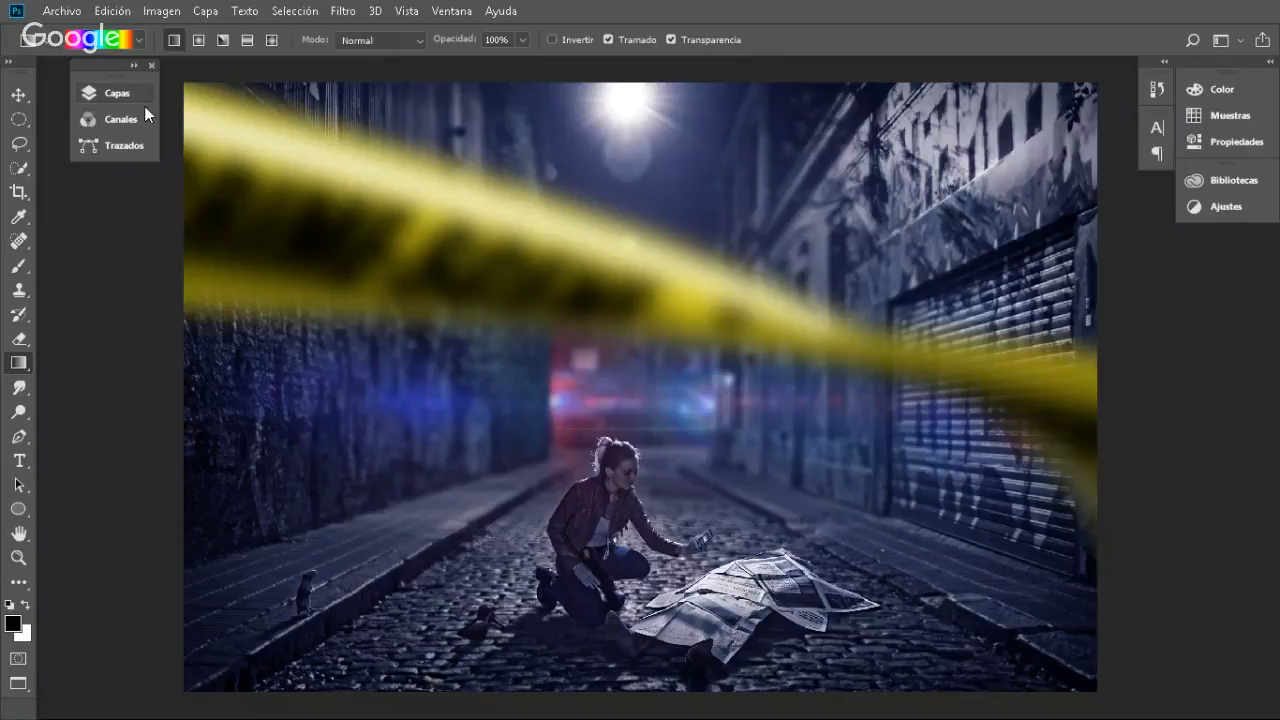 Ps Archivo Edición Imagen Capa Texto Selección Filtro 3D Vista Ventana Ayuda
Google Modo: Normal Opacidad: 100% Invertir Tramado Transparencia
Capas
Canales
Trazados
Color
Muestras
Propiedades
Bibliotecas
Ajustes